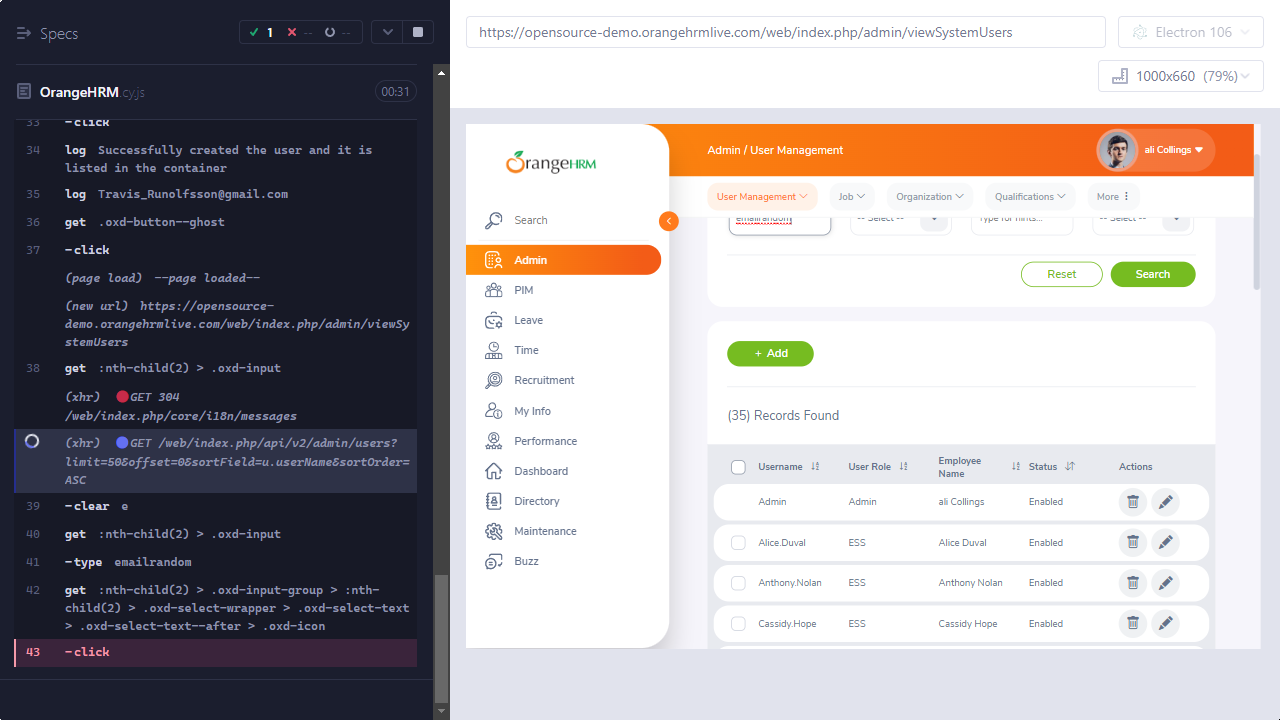 Specs
1
--
--
OrangeHRM.cy.js
00:31
33 -click
34 log Successfully created the user and it is
listed in the container
35 log Travis_Runolfsson@gmail.com
36 get .oxd-button--ghost
37 -click
(page load) --page loaded--
(new url) https://opensource-
demo.orangehrmlive.com/web/index.php/admin/viewSy
stemUsers
38 get :nth-child(2) > .oxd-input
(xhr) GET 304
/web/index.php/core/i18n/messages
(xhr) GET /web/index.php/api/v2/admin/users?
limit=50&offset=0&sortField=u.userName&sortOrder=
ASC
39 -clear e
40 get :nth-child(2) > .oxd-input
41 -type emailrandom
42 get :nth-child(2) > .oxd-input-group > :nth-
child(2) > .oxd-select-wrapper > .oxd-select-text
> .oxd-select-text--after > .oxd-icon
43 -click
https://opensource-demo.orangehrmlive.com/web/index.php/admin/viewSystemUsers
Electron 106
1000x660 (79%)
OrangeHRM
Search
Admin
PIM
Leave
Time
Recruitment
My Info
Performance
Dashboard
Directory
Maintenance
Buzz
Admin / User Management
ali Collings
User Management Job Organization Qualifications More
emailrandom -- Select -- Type for hints... -- Select --
Reset Search
+ Add
(35) Records Found
Username User Role Employee Name Status Actions
Admin Admin ali Collings Enabled
Alice.Duval ESS Alice Duval Enabled
Anthony.Nolan ESS Anthony Nolan Enabled
Cassidy.Hope ESS Cassidy Hope Enabled